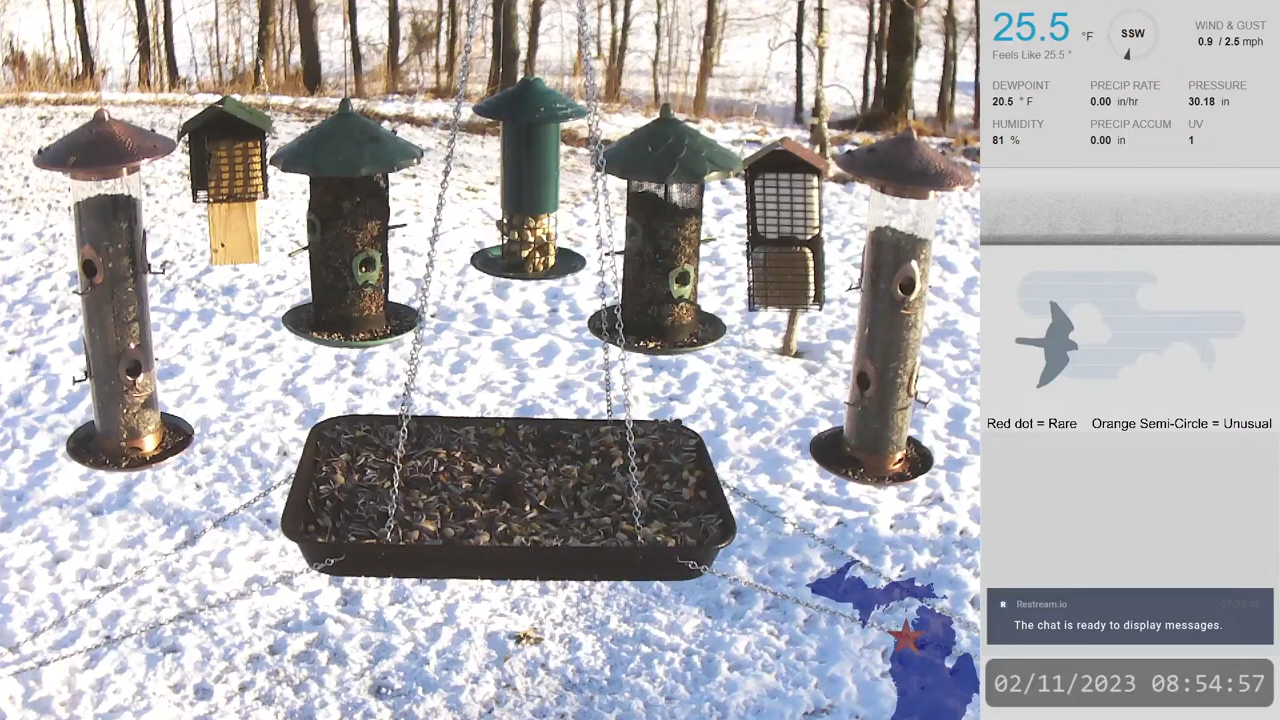 25.5 °F
Feels Like 25.5 °
SSW
WIND & GUST
0.9 / 2.5 mph
DEWPOINT
20.5 ° F
PRECIP RATE
0.00 in/hr
PRESSURE
30.18 in
HUMIDITY
81 %
PRECIP ACCUM
0.00 in
UV
1
Red dot = Rare Orange Semi-Circle = Unusual
R Restream.io
The chat is ready to display messages.
02/11/2023 08:54:57